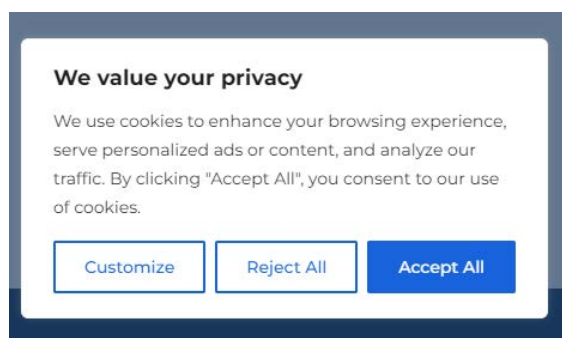 We value your privacy
We use cookies to enhance your browsing experience,
serve personalized ads or content, and analyze our
traffic. By clicking "Accept All", you consent to our use
of cookies.
Customize
Reject All
Accept All